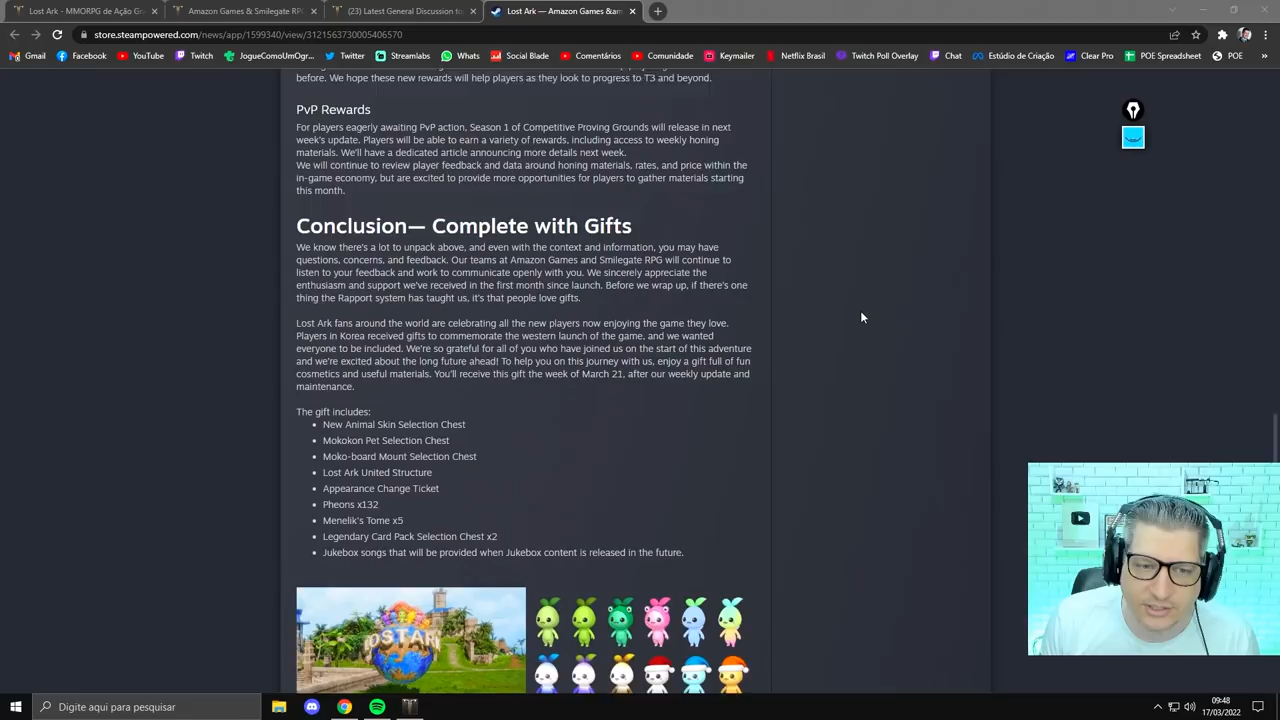 Lost Ark - MMORPG de Ação G
Amazon Games & Smilegate RP
(23) Latest General Discussion to
Lost Ark — Amazon Games &am
store.steampowered.com/news/app/1599340/view/3121563730005406570
Gmail
Facebook
YouTube
Twitch
JogueComoUmOgr...
Twitter
Streamlabs
Whats
Social Blade
Comentários
Comunidade
Keymailer
Netflix Brasil
Twitch Poll Overlay
Chat
Estúdio de Criação
Clear Pro
POE Spreadsheet
POE
before. We hope these new rewards will help players as they look to progress to T3 and beyond.
PvP Rewards
For players eagerly awaiting PvP action, Season 1 of Competitive Proving Grounds will release in next
week's update. Players will be able to earn a variety of rewards, including access to weekly honing
materials. We'll have a dedicated article announcing more details next week.
We will continue to review player feedback and data around honing materials, rates, and price within the
in-game economy, but are excited to provide more opportunities for players to gather materials starting
this month.
Conclusion— Complete with Gifts
We know there's a lot to unpack above, and even with the context and information, you may have
questions, concerns, and feedback. Our teams at Amazon Games and Smilegate RPG will continue to
listen to your feedback and work to communicate openly with you. We sincerely appreciate the
enthusiasm and support we've received in the first month since launch. Before we wrap up, if there's one
thing the Rapport system has taught us, it's that people love gifts.
Lost Ark fans around the world are celebrating all the new players now enjoying the game they love.
Players in Korea received gifts to commemorate the western launch of the game, and we wanted
everyone to be included. We're so grateful for all of you who have joined us on the start of this adventure
and we're excited about the long future ahead! To help you on this journey with us, enjoy a gift full of fun
cosmetics and useful materials. You'll receive this gift the week of March 21, after our weekly update and
maintenance.
The gift includes:
• New Animal Skin Selection Chest
• Mokokon Pet Selection Chest
• Moko-board Mount Selection Chest
• Lost Ark United Structure
• Appearance Change Ticket
• Pheons x132
• Menelik's Tome x5
• Legendary Card Pack Selection Chest x2
• Jukebox songs that will be provided when Jukebox content is released in the future.
Digite aqui para pesquisar
09:48
17/03/2022